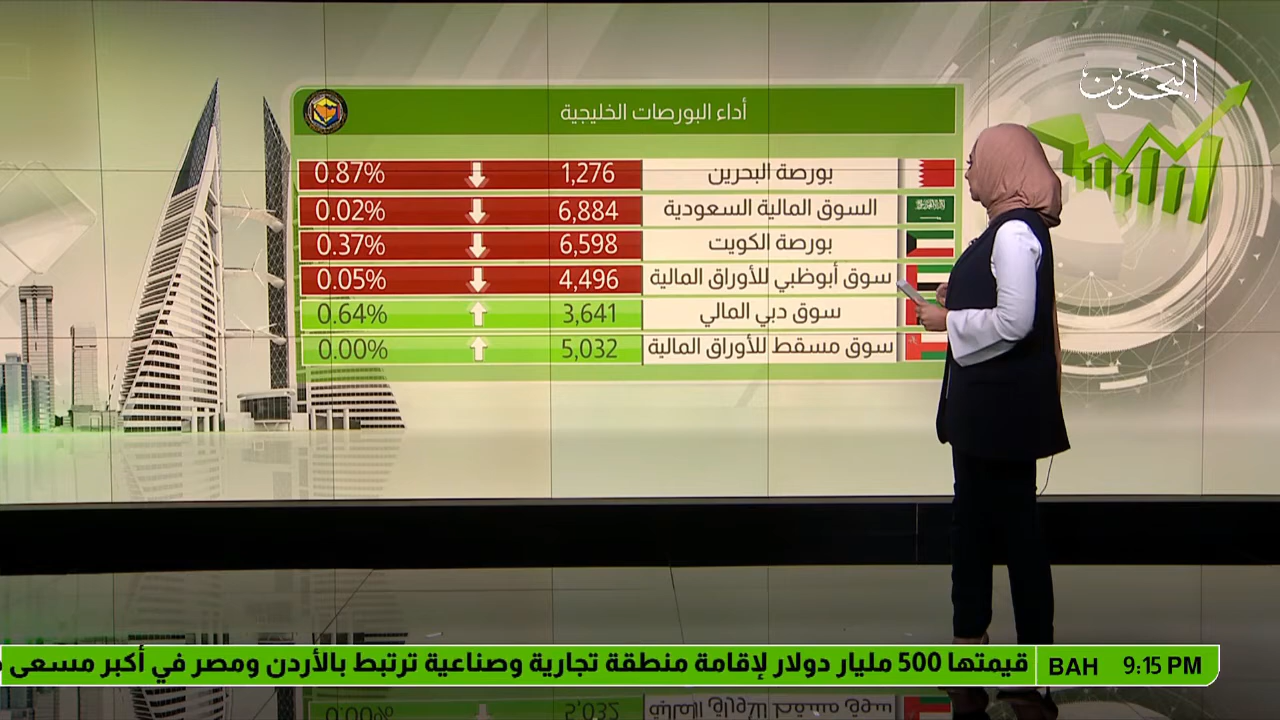 البحرين
أداء البورصات الخليجية
بورصة البحرين 1,276 0.87%
السوق المالية السعودية 6,884 0.02%
بورصة الكويت 6,598 0.37%
سوق أبوظبي للأوراق المالية 4,496 0.05%
سوق دبي المالي 3,641 0.64%
سوق مسقط للأوراق المالية 5,032 0.00%
BAH 9:15 PM
قيمتها 500 مليار دولار لإقامة منطقة تجارية وصناعية ترتبط بالأردن ومصر في أكبر مسعى